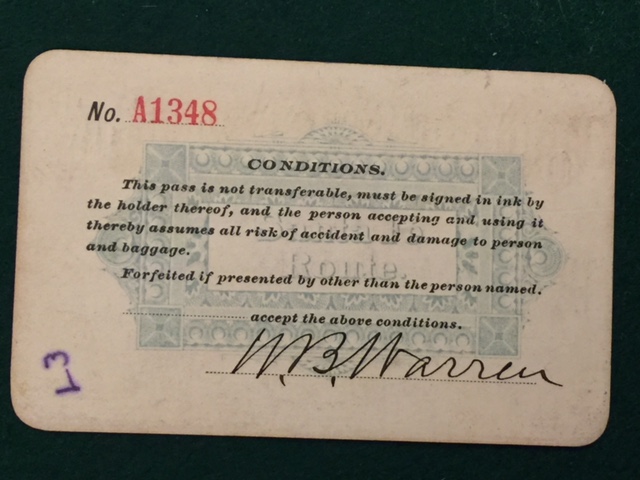 No. A1348
CONDITIONS.
This pass is not transferable, must be signed in ink by
the holder thereof, and the person accepting and using it
thereby assumes all risk of accident and damage to person
and baggage.
Route.
Forfeited if presented by other than the person named.
accept the above conditions.
W. B. Warren
L3